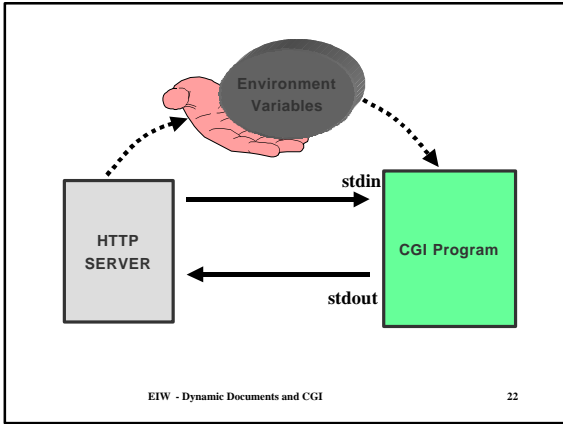 Environment
Variables
stdin
HTTP
SERVER
CGI Program
stdout
EIW - Dynamic Documents and CGI
22